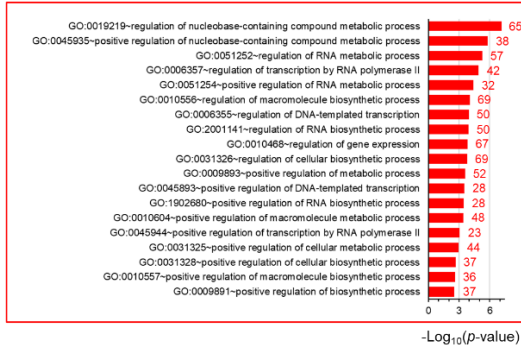 GO:0019219~regulation of nucleobase-containing compound metabolic process 65
GO:0045935~positive regulation of nucleobase-containing compound metabolic process 38
GO:0051252~regulation of RNA metabolic process 57
GO:0006357~regulation of transcription by RNA polymerase II 42
GO:0051254~positive regulation of RNA metabolic process 32
GO:0010556~regulation of macromolecule biosynthetic process 69
GO:0006355~regulation of DNA-templated transcription 50
GO:2001141~regulation of RNA biosynthetic process 50
GO:0010468~regulation of gene expression 67
GO:0031326~regulation of cellular biosynthetic process 69
GO:0009893~positive regulation of metabolic process 52
GO:0045893~positive regulation of DNA-templated transcription 28
GO:1902680~positive regulation of RNA biosynthetic process 28
GO:0010604~positive regulation of macromolecule metabolic process 48
GO:0045944~positive regulation of transcription by RNA polymerase II 23
GO:0031325~positive regulation of cellular metabolic process 44
GO:0031328~positive regulation of cellular biosynthetic process 37
GO:0010557~positive regulation of macromolecule biosynthetic process 36
GO:0009891~positive regulation of biosynthetic process 37
0 3 6
-Log10(p-value)